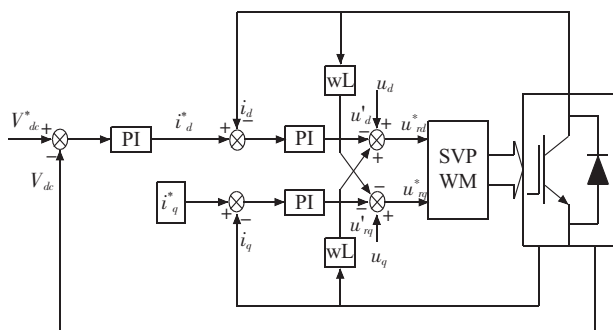 wL
u_d
V*_dc
+
−
PI
i*_d
+
−
i_d
PI
u'_d
−
+
+
u*_rd
V_dc
SVP
WM
i*_q
+
−
i_q
PI
−
−
+
u'_rq
u*_rq
wL
u_q